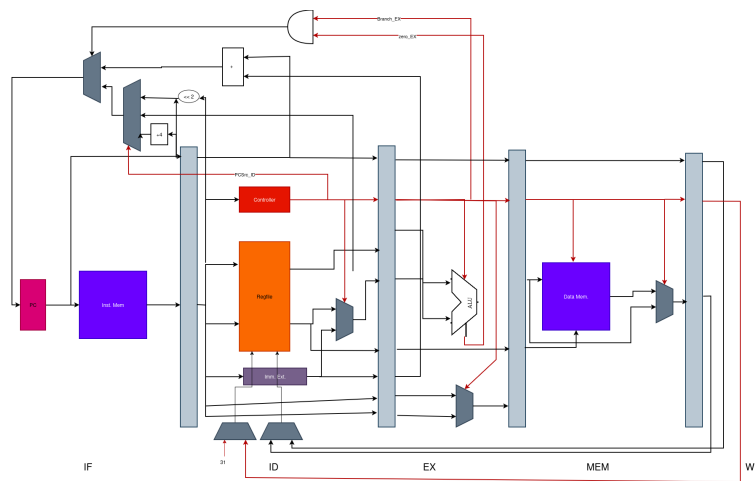 Branch_EX
zero_EX
+
<< 2
+4
PCSrc_ID
Controller
PC
Inst. Mem
Regfile
ALU
Data Mem.
Imm. Ext.
31
IF
ID
EX
MEM
W